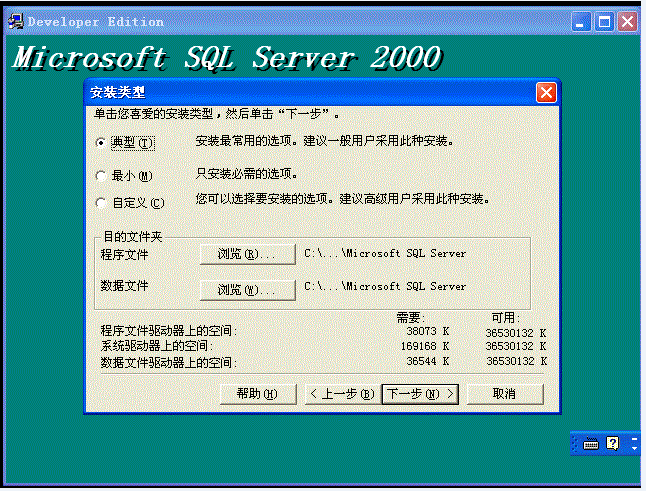 Developer Edition
Microsoft SQL Server 2000
安装类型
单击您喜爱的安装类型，然后单击“下一步”。
典型(T) 安装最常用的选项。建议一般用户采用此种安装。
最小(M) 只安装必需的选项。
自定义(C) 您可以选择要安装的选项。建议高级用户采用此种安装。
目的文件夹
程序文件 浏览(R)... C:\...\Microsoft SQL Server
数据文件 浏览(W)... C:\...\Microsoft SQL Server
需要: 可用:
程序文件驱动器上的空间: 38073 K 36530132 K
系统驱动器上的空间: 169168 K 36530132 K
数据文件驱动器上的空间: 36544 K 36530132 K
帮助(H) < 上一步(B) 下一步(N) > 取消